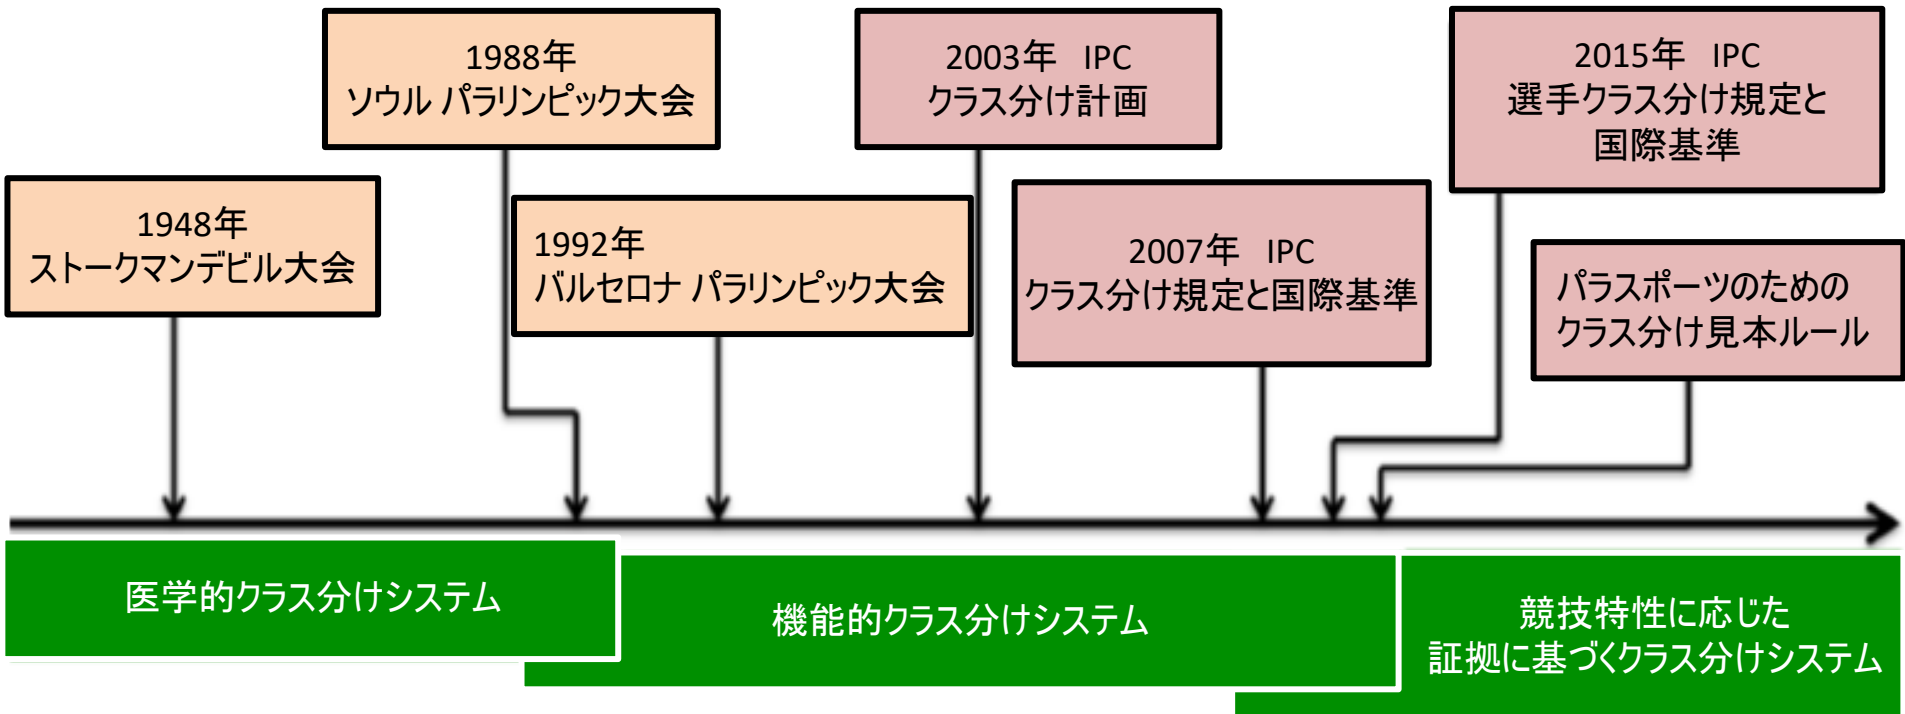 1948年
ストークマンデビル大会
1988年
ソウル パラリンピック大会
1992年
バルセロナ パラリンピック大会
2003年 IPC
クラス分け計画
2007年 IPC
クラス分け規定と国際基準
2015年 IPC
選手クラス分け規定と
国際基準
パラスポーツのための
クラス分け見本ルール
医学的クラス分けシステム
機能的クラス分けシステム
競技特性に応じた
証拠に基づくクラス分けシステム